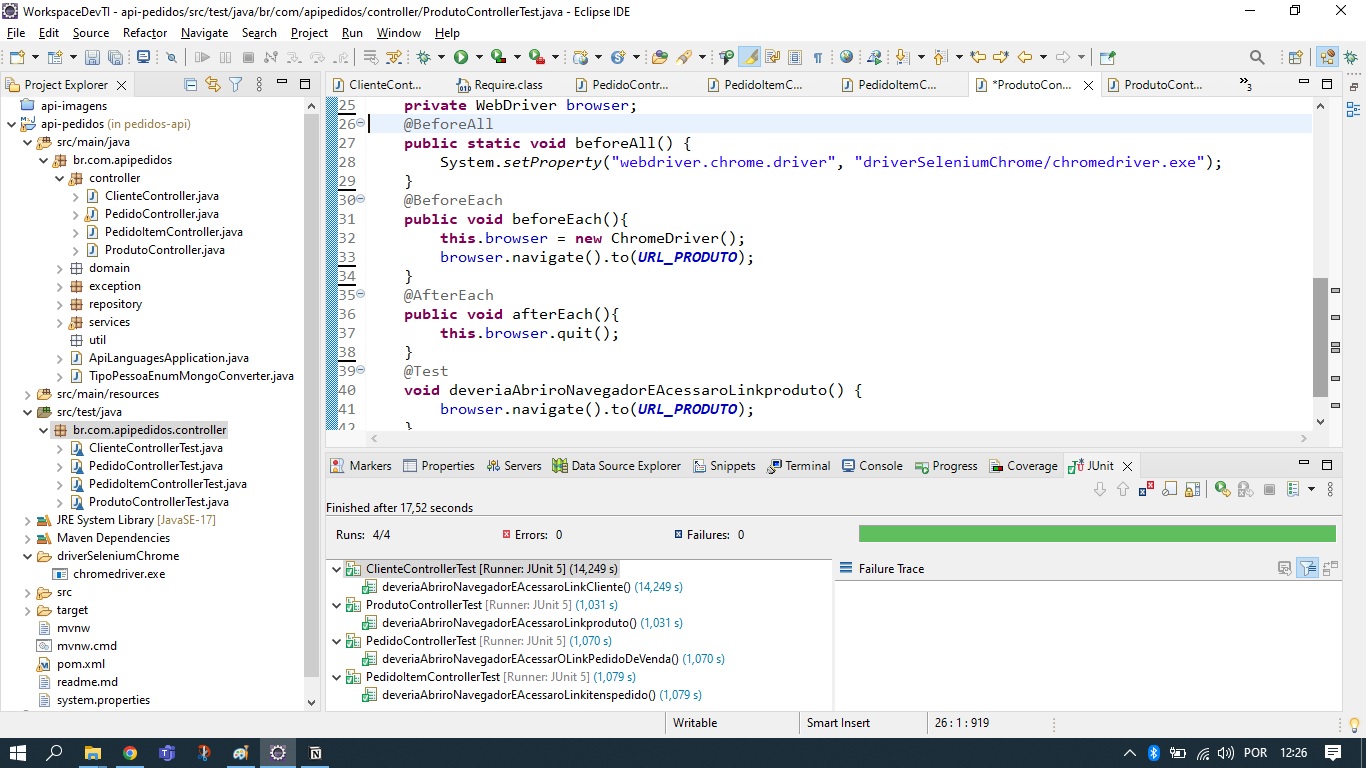 WorkspaceDevTI - api-pedidos/src/test/java/br/com/apipedidos/controller/ProdutoControllerTest.java - Eclipse IDE
File Edit Source Refactor Navigate Search Project Run Window Help
Project Explorer
ClienteCont...
Require.class
PedidoContr...
PedidoItemC...
PedidoItemC...
*ProdutoCon...
ProdutoCont...
3
api-imagens
api-pedidos (in pedidos-api)
src/main/java
br.com.apipedidos
controller
ClienteController.java
PedidoController.java
PedidoItemController.java
ProdutoController.java
domain
exception
repository
services
util
ApiLanguagesApplication.java
TipoPessoaEnumMongoConverter.java
src/main/resources
src/test/java
br.com.apipedidos.controller
ClienteControllerTest.java
PedidoControllerTest.java
PedidoItemControllerTest.java
ProdutoControllerTest.java
JRE System Library [JavaSE-17]
Maven Dependencies
driverSeleniumChrome
chromedriver.exe
src
target
mvnw
mvnw.cmd
pom.xml
readme.md
system.properties
25 private WebDriver browser;
26 @BeforeAll
27 public static void beforeAll() {
28 System.setProperty("webdriver.chrome.driver", "driverSeleniumChrome/chromedriver.exe");
29 }
30 @BeforeEach
31 public void beforeEach(){
32 this.browser = new ChromeDriver();
33 browser.navigate().to(URL_PRODUTO);
34 }
35 @AfterEach
36 public void afterEach(){
37 this.browser.quit();
38 }
39 @Test
40 void deveriaAbriroNavegadorEAcessaroLinkproduto() {
41 browser.navigate().to(URL_PRODUTO);
42 }
Markers Properties Servers Data Source Explorer Snippets Terminal Console Progress Coverage JUnit
Finished after 17,52 seconds
Runs: 4/4 Errors: 0 Failures: 0
ClienteControllerTest [Runner: JUnit 5] (14,249 s)
deveriaAbriroNavegadorEAcessaroLinkCliente() (14,249 s)
ProdutoControllerTest [Runner: JUnit 5] (1,031 s)
deveriaAbriroNavegadorEAcessaroLinkproduto() (1,031 s)
PedidoControllerTest [Runner: JUnit 5] (1,070 s)
deveriaAbriroNavegadorEAcessarOLinkPedidoDeVenda() (1,070 s)
PedidoItemControllerTest [Runner: JUnit 5] (1,079 s)
deveriaAbriroNavegadorEAcessaroLinkitenspedido() (1,079 s)
Failure Trace
Writable Smart Insert 26 : 1 : 919
POR 12:26